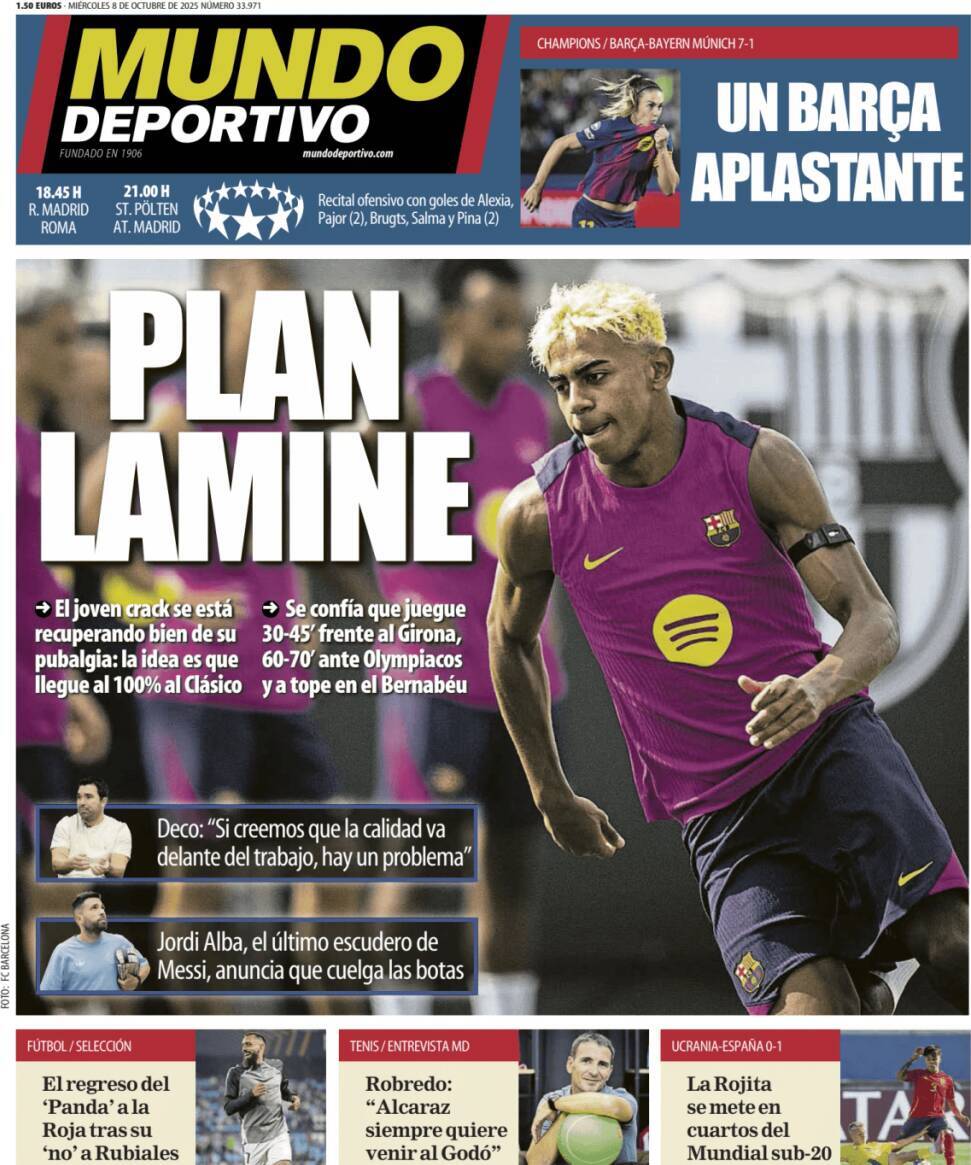 1.50 EUROS · MIÉRCOLES 8 DE OCTUBRE DE 2025 NÚMERO 33.971
MUNDO
DEPORTIVO
FUNDADO EN 1906
mundodeportivo.com
18.45 H
R. MADRID
ROMA
21.00 H
ST. PÖLTEN
AT. MADRID
Recital ofensivo con goles de Alexia,
Pajor (2), Brugts, Salma y Pina (2)
CHAMPIONS / BARÇA-BAYERN MÚNICH 7-1
UN BARÇA
APLASTANTE
11
PLAN
LAMINE
➔ El joven crack se está
recuperando bien de su
pubalgia: la idea es que
llegue al 100% al Clásico
➔ Se confía que juegue
30-45’ frente al Girona,
60-70’ ante Olympiacos
y a tope en el Bernabéu
Deco: “Si creemos que la calidad va
delante del trabajo, hay un problema”
Jordi Alba, el último escudero de
Messi, anuncia que cuelga las botas
FOTO: FC BARCELONA
FÚTBOL / SELECCIÓN
El regreso del
‘Panda’ a la
Roja tras su
‘no’ a Rubiales
TENIS / ENTREVISTA MD
Robredo:
“Alcaraz
siempre quiere
venir al Godó”
UCRANIA-ESPAÑA 0-1
La Rojita
se mete en
cuartos del
Mundial sub-20
3
TAR